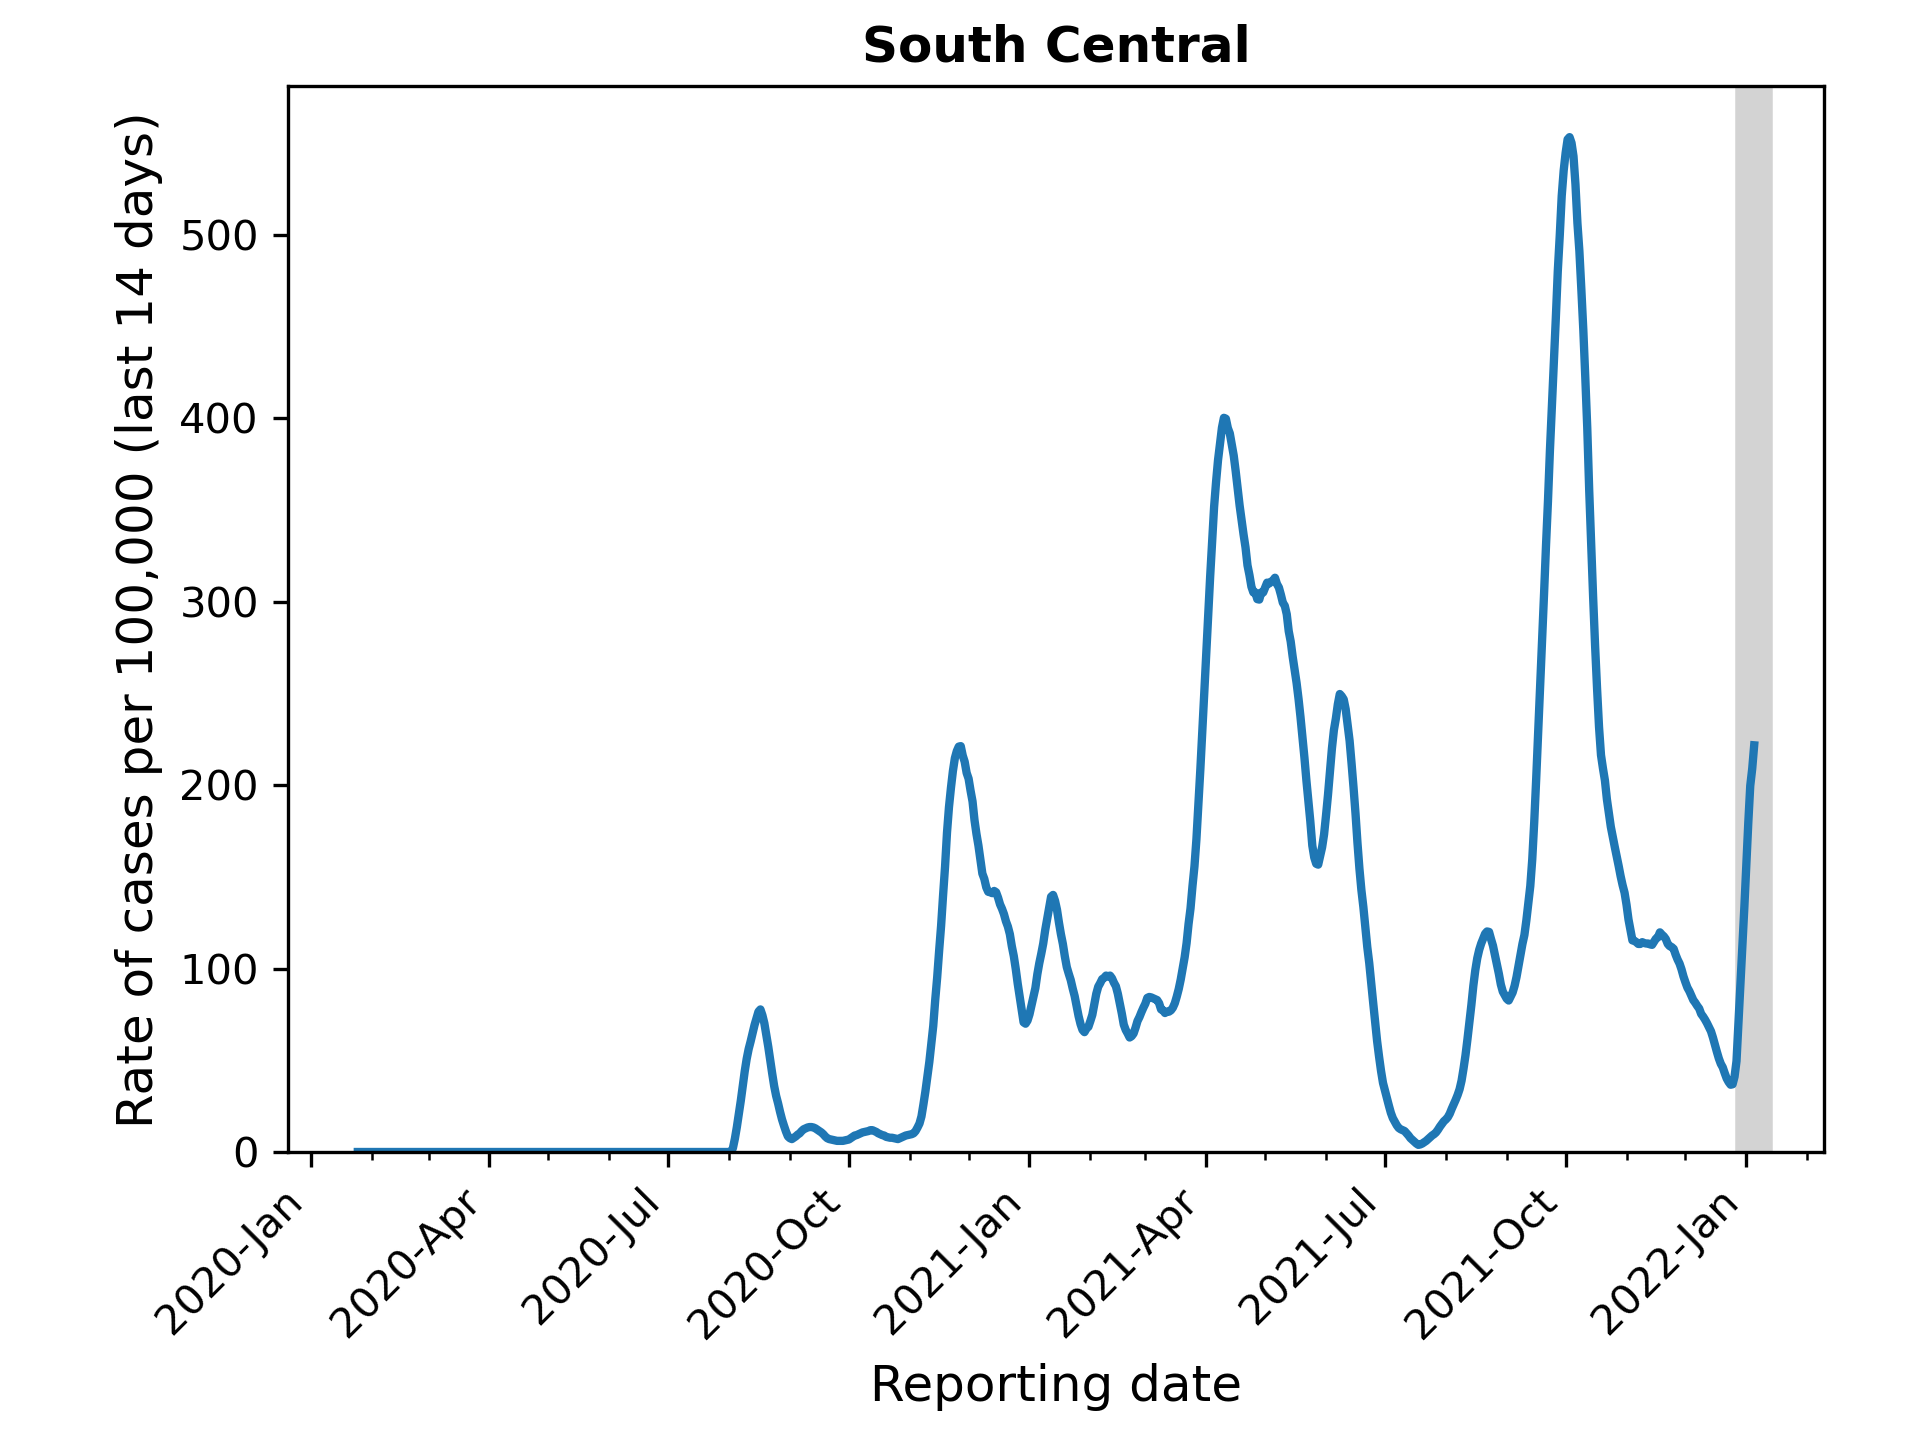 South Central
Rate of cases per 100,000 (last 14 days)
500
400
300
200
100
0
2020-Jan
2020-Apr
2020-Jul
2020-Oct
2021-Jan
2021-Apr
2021-Jul
2021-Oct
2022-Jan
Reporting date